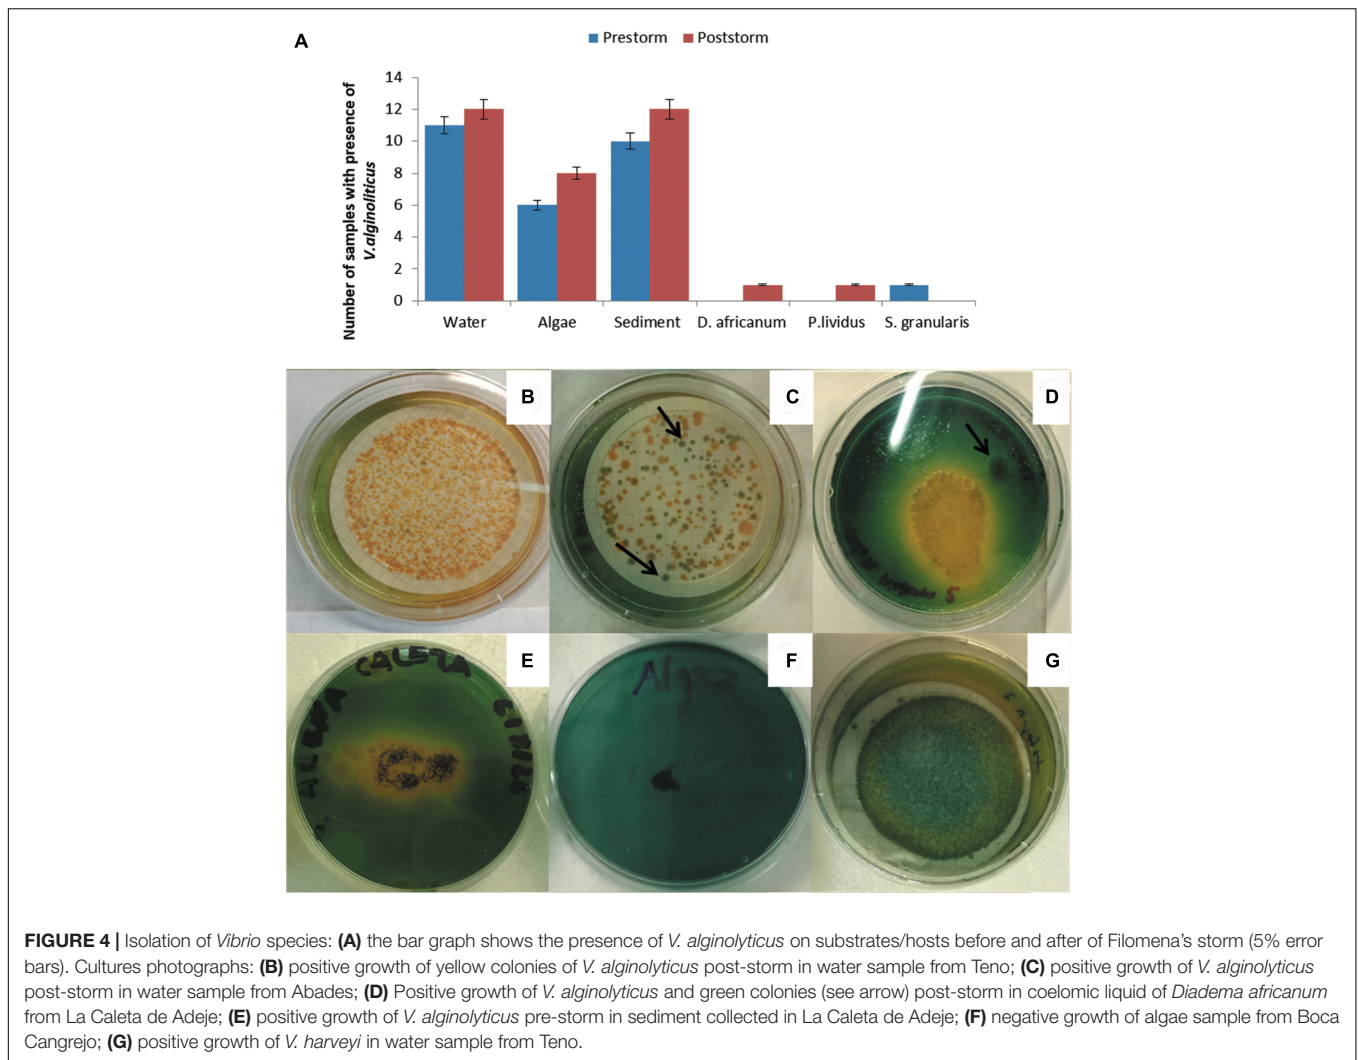 A
Prestorm Poststorm
Number of samples with presence of
V.alginoliticus
14
12
10
8
6
4
2
0
Water Algae Sediment D. africanum P.lividus S. granularis
B
C
D
5
E
CALETA
F
Algas
G
FIGURE 4 | Isolation of Vibrio species: (A) the bar graph shows the presence of V. alginolyticus on substrates/hosts before and after of Filomena's storm (5% error
bars). Cultures photographs: (B) positive growth of yellow colonies of V. alginolyticus post-storm in water sample from Teno; (C) positive growth of V. alginolyticus
post-storm in water sample from Abades; (D) Positive growth of V. alginolyticus and green colonies (see arrow) post-storm in coelomic liquid of Diadema africanum
from La Caleta de Adeje; (E) positive growth of V. alginolyticus pre-storm in sediment collected in La Caleta de Adeje; (F) negative growth of algae sample from Boca
Cangrejo; (G) positive growth of V. harveyi in water sample from Teno.